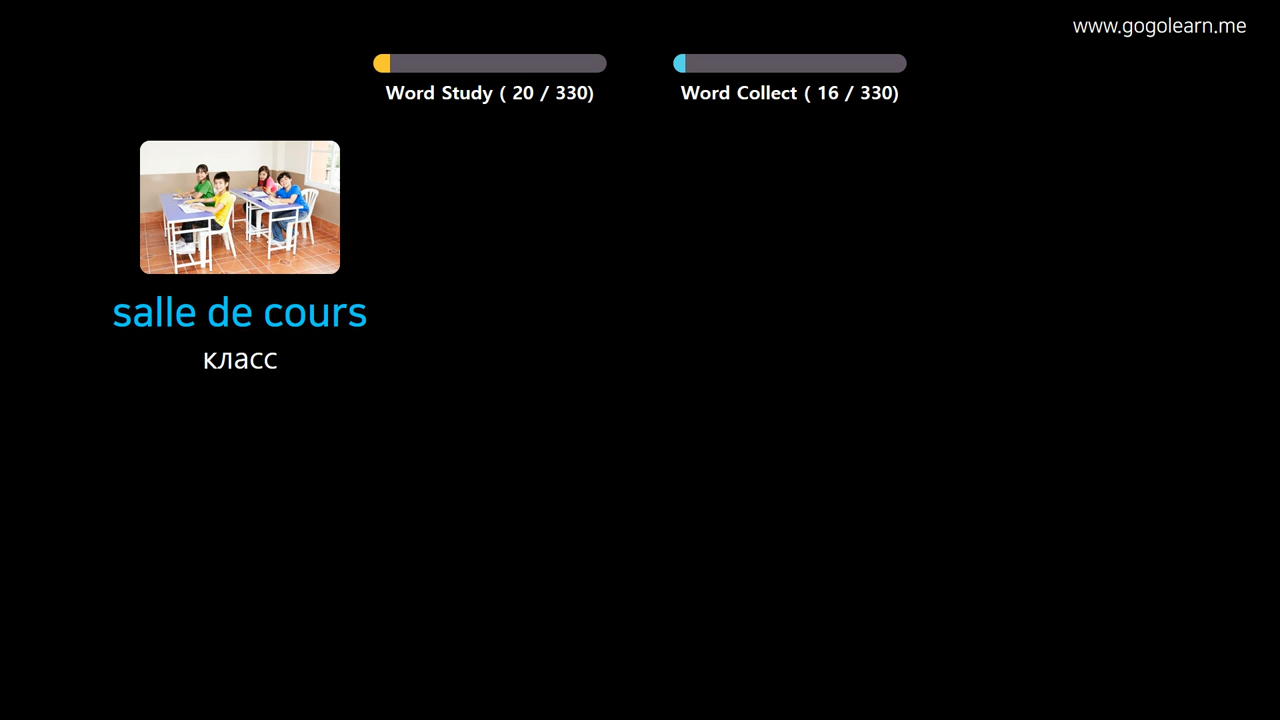 www.gogolearn.me
Word Study ( 20 / 330)
Word Collect ( 16 / 330)
salle de cours
класс